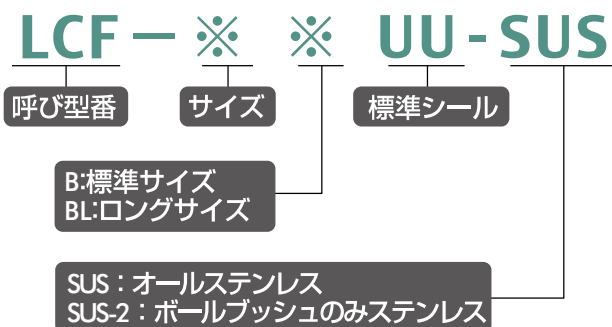 LCF－※ ※ UU-SUS
呼び型番 サイズ 標準シール
B:標準サイズ
BL:ロングサイズ
SUS：オールステンレス
SUS-2：ボールブッシュのみステンレス